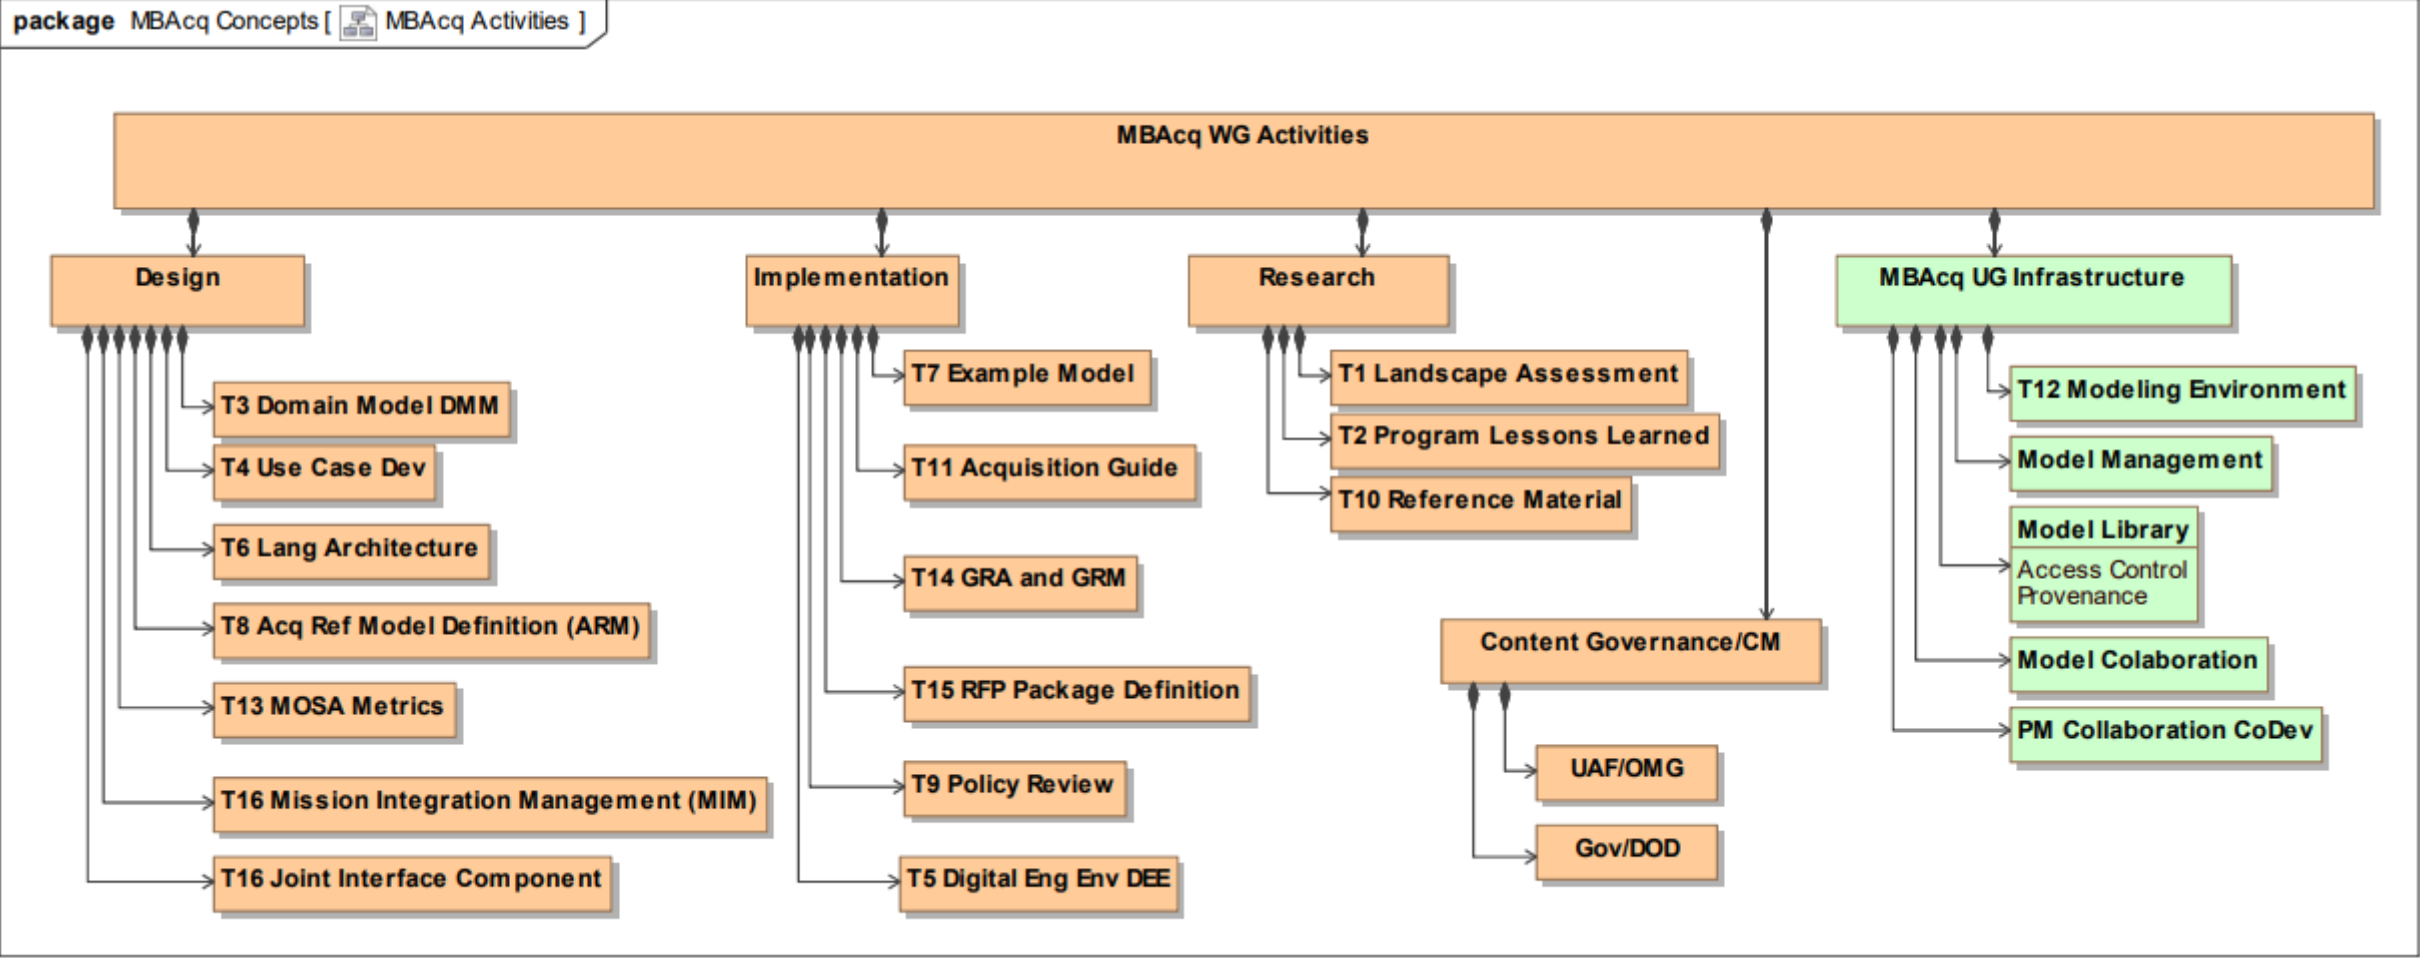 package MBAcq Concepts [ MBAcq Activities ]
MBAcq WG Activities
Design
T3 Domain Model DMM
T4 Use Case Dev
T6 Lang Architecture
T8 Acq Ref Model Definition (ARM)
T13 MOSA Metrics
T16 Mission Integration Management (MIM)
T16 Joint Interface Component
Implementation
T7 Example Model
T11 Acquisition Guide
T14 GRA and GRM
T15 RFP Package Definition
T9 Policy Review
T5 Digital Eng Env DEE
Research
T1 Landscape Assessment
T2 Program Lessons Learned
T10 Reference Material
Content Governance/CM
UAF/OMG
Gov/DOD
MBAcq UG Infrastructure
T12 Modeling Environment
Model Management
Model Library
Access Control
Provenance
Model Colaboration
PM Collaboration CoDev